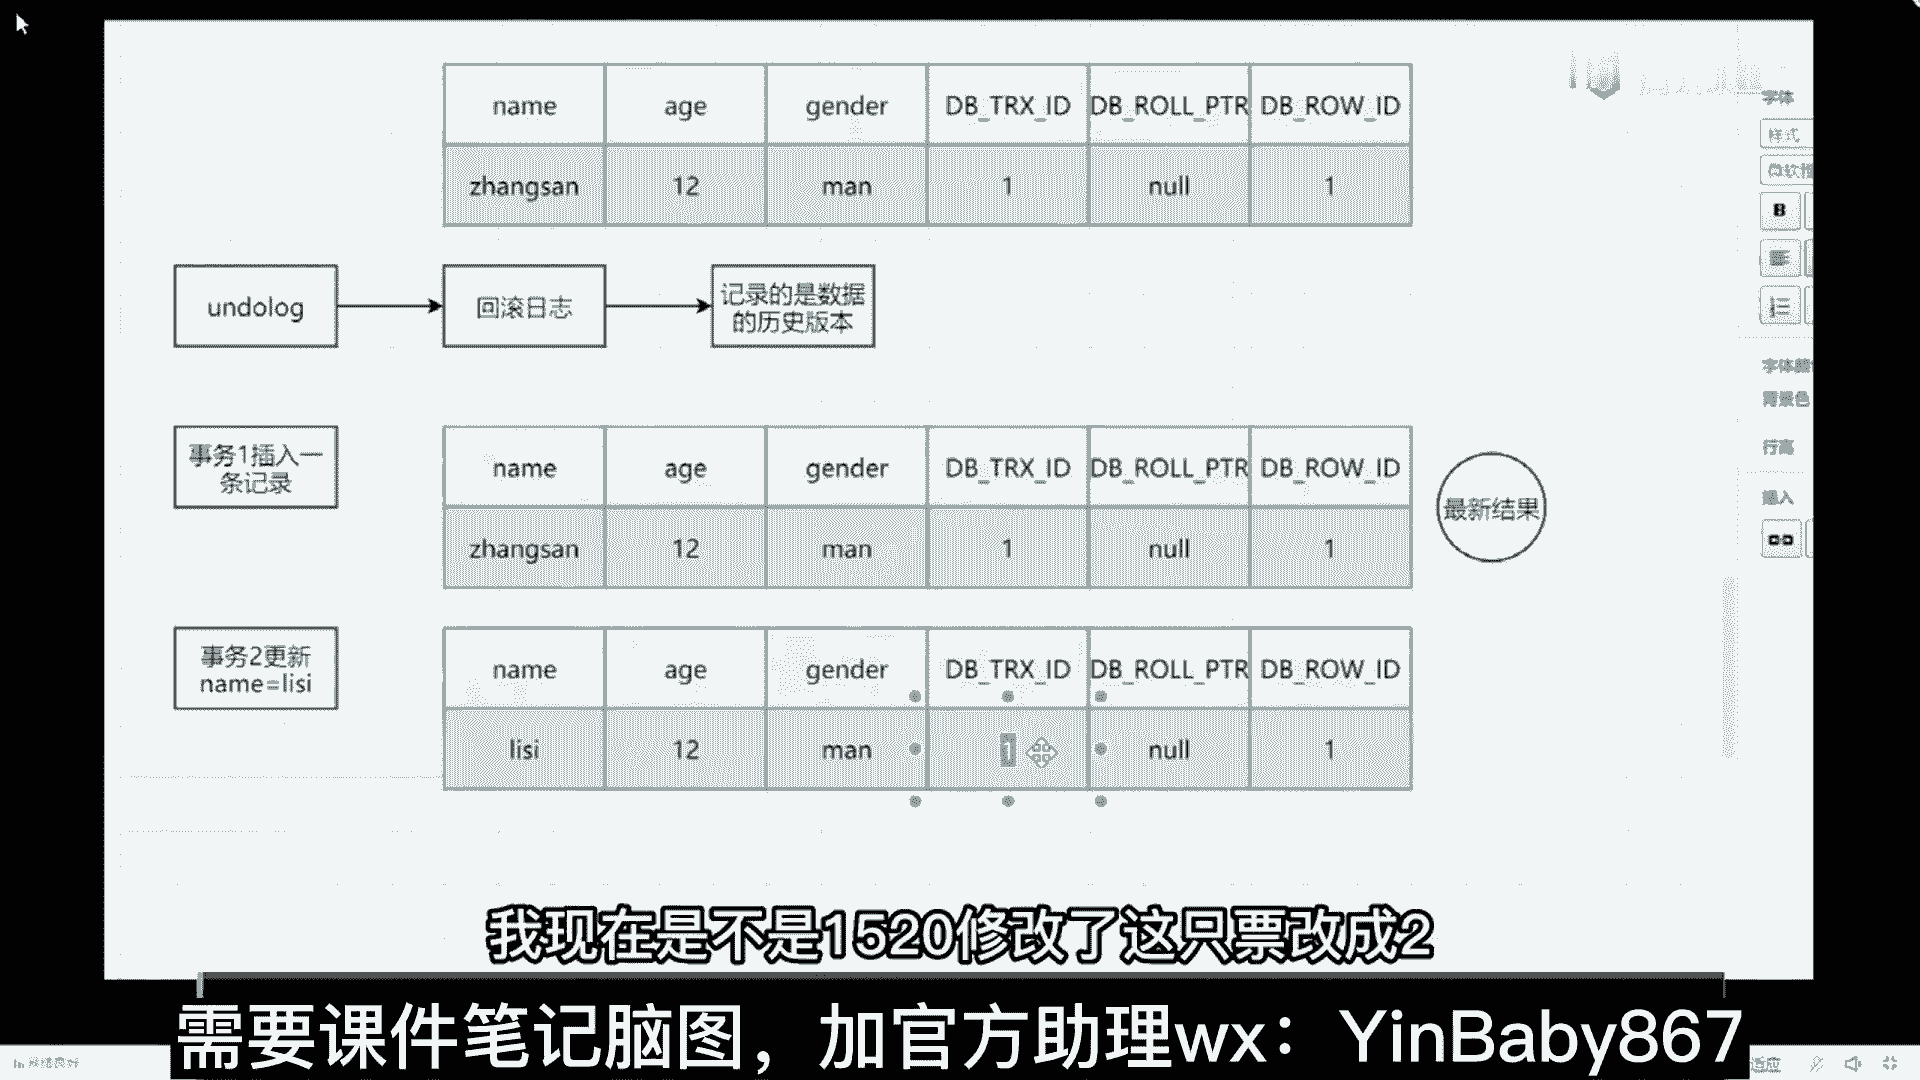 name age gender DB_TRX_ID DB_ROLL_PTR DB_ROW_ID
zhangsan 12 man 1 null 1
undolog
回滚日志
记录的是数据
的历史版本
事务1插入一
条记录
name age gender DB_TRX_ID DB_ROLL_PTR DB_ROW_ID
zhangsan 12 man 1 null 1
最新结果
事务2更新
name=lisi
name age gender DB_TRX_ID DB_ROLL_PTR DB_ROW_ID
lisi 12 man 1 null 1
字体
样式
B
字体颜
背景色
行高
插入
我现在是不是1520修改了这只票改成2
需要课件笔记脑图，加官方助理wx：YinBaby867
适应